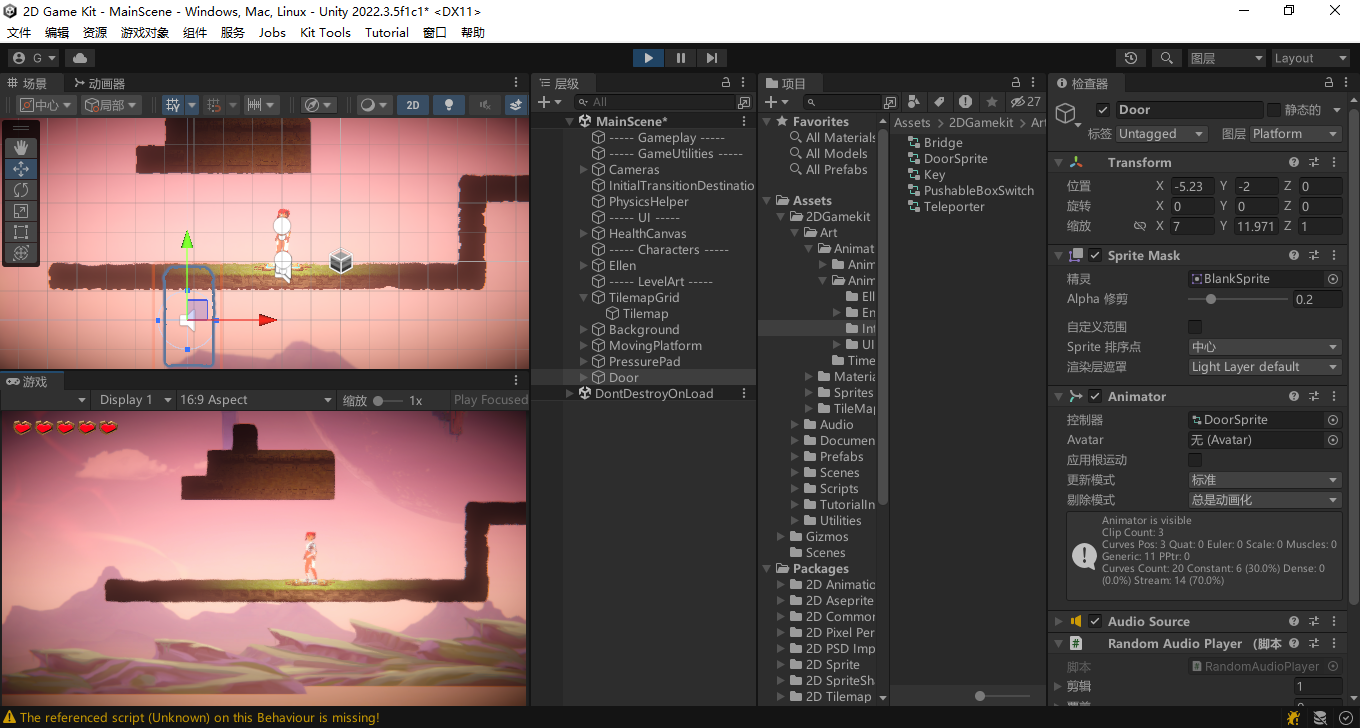 2D Game Kit - MainScene - Windows, Mac, Linux - Unity 2022.3.5f1c1* <DX11>
文件 编辑 资源 游戏对象 组件 服务 Jobs Kit Tools Tutorial 窗口 帮助
G
图层
Layout
场景
动画器
中心
局部
2D
游戏
Display 1
16:9 Aspect
缩放
1x
Play Focused
层级
All
MainScene*
----- Gameplay -----
----- GameUtilities -----
Cameras
InitialTransitionDestinatio
PhysicsHelper
----- UI -----
HealthCanvas
----- Characters -----
Ellen
----- LevelArt -----
TilemapGrid
Tilemap
Background
MovingPlatform
PressurePad
Door
DontDestroyOnLoad
项目
27
Favorites
All Materials
All Models
All Prefabs
Assets
2DGamekit
Art
Animat
Anim
Anim
Ell
En
Int
UI
Time
Materia
Sprites
TileMap
Audio
Documen
Prefabs
Scenes
Scripts
TutorialIn
Utilities
Gizmos
Scenes
Packages
2D Animatio
2D Aseprite
2D Common
2D Pixel Per
2D PSD Imp
2D Sprite
2D SpriteSha
2D Tilemap
Assets > 2DGamekit > Art
Bridge
DoorSprite
Key
PushableBoxSwitch
Teleporter
检查器
Door
静态的
标签 Untagged 图层 Platform
Transform
位置 X -5.23 Y -2 Z 0
旋转 X 0 Y 0 Z 0
缩放 X 7 Y 11.971 Z 1
Sprite Mask
精灵 BlankSprite
Alpha 修剪 0.2
自定义范围
Sprite 排序点 中心
渲染层遮罩 Light Layer default
Animator
控制器 DoorSprite
Avatar 无 (Avatar)
应用根运动
更新模式 标准
剔除模式 总是动画化
Animator is visible
Clip Count: 3
Curves Pos: 3 Quat: 0 Euler: 0 Scale: 0 Muscles: 0
Generic: 11 PPtr: 0
Curves Count: 20 Constant: 6 (30.0%) Dense: 0
(0.0%) Stream: 14 (70.0%)
Audio Source
Random Audio Player (脚本
脚本 RandomAudioPlayer
剪辑 1
The referenced script (Unknown) on this Behaviour is missing!